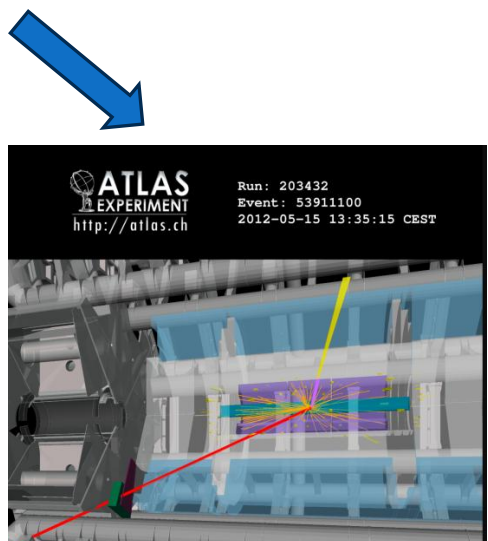 ATLAS
EXPERIMENT
http://atlas.ch
Run: 203432
Event: 53911100
2012-05-15 13:35:15 CEST